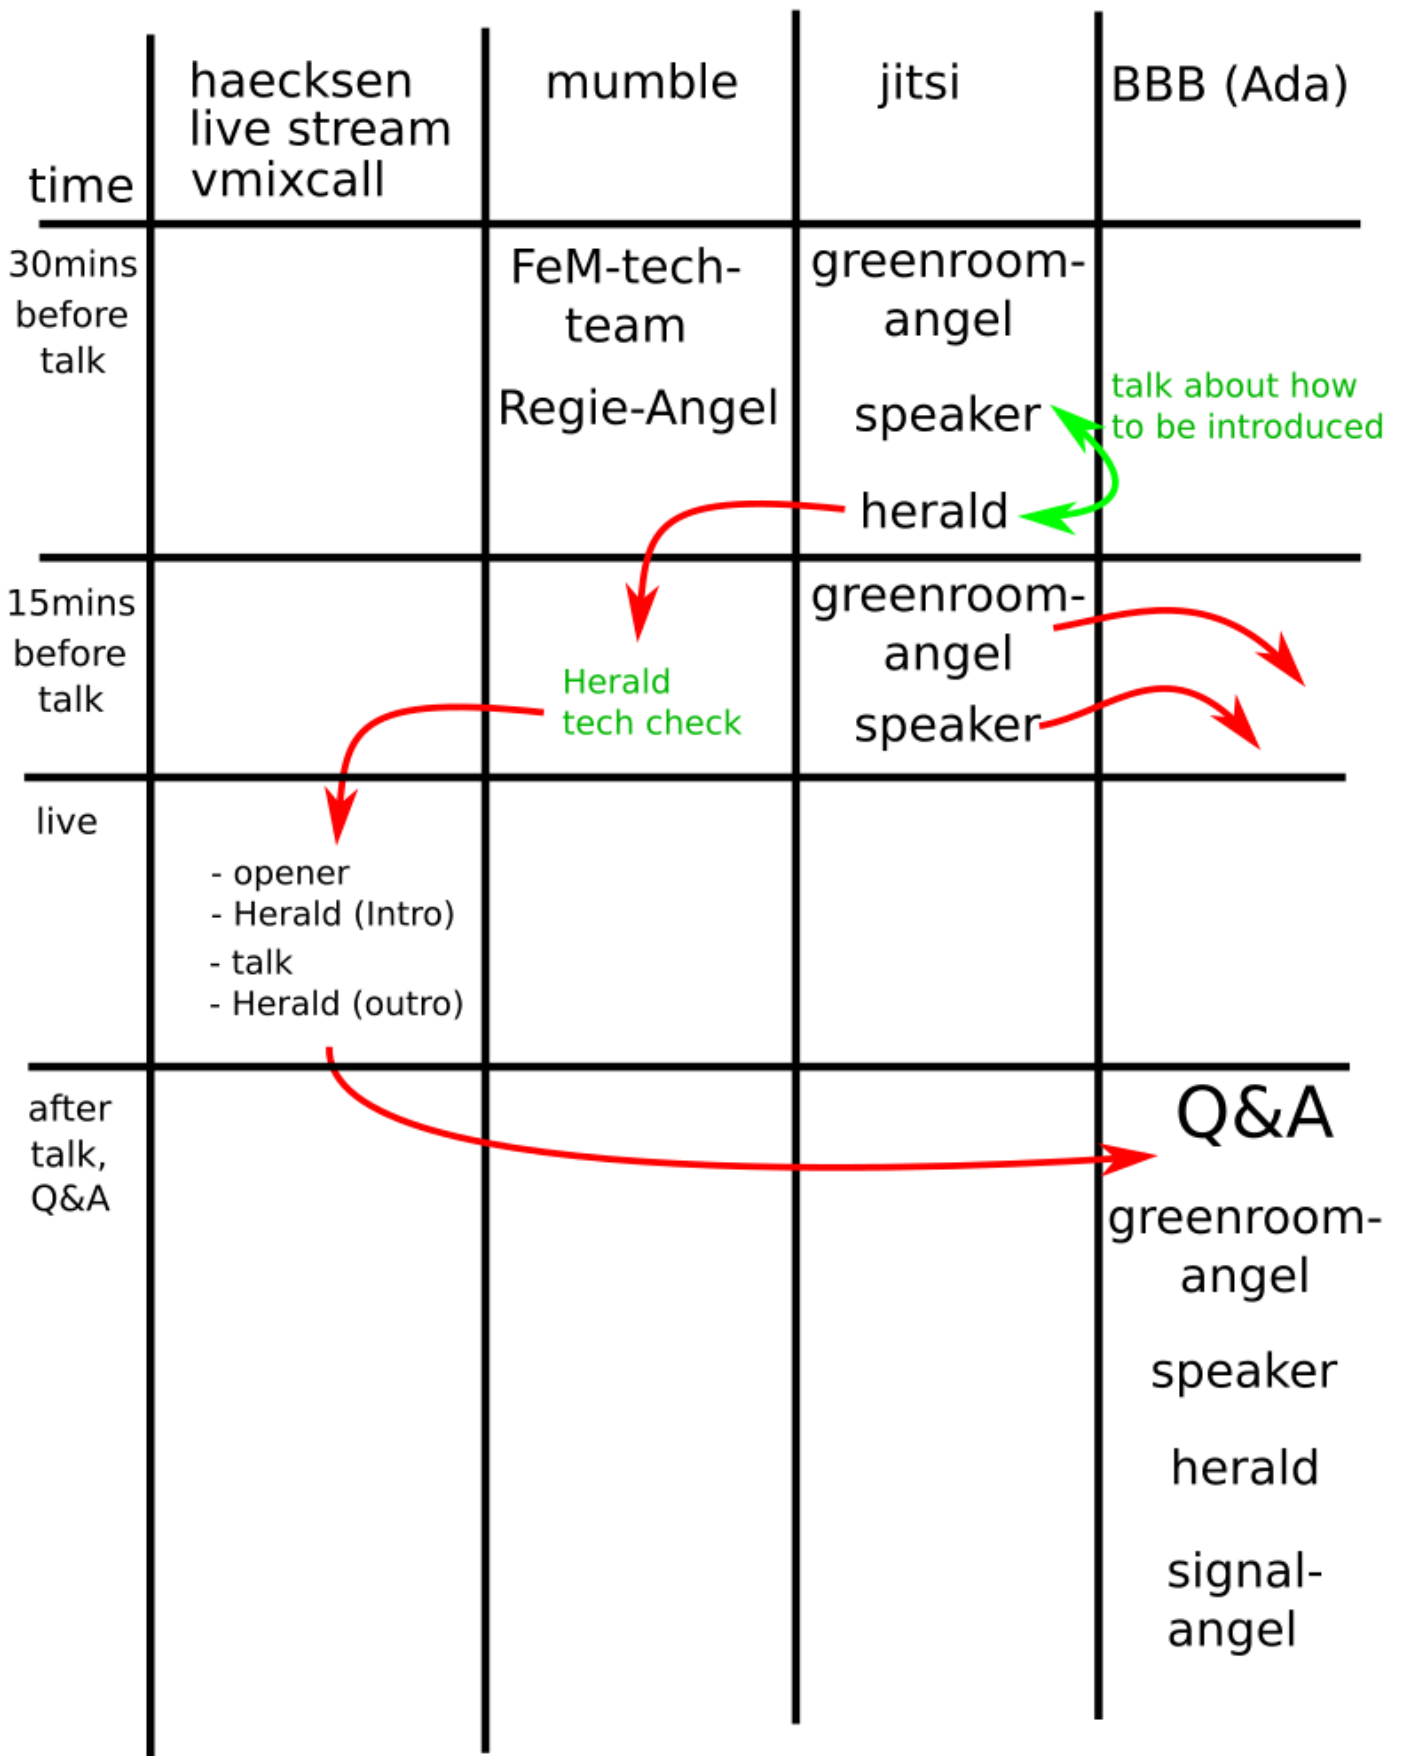 time
haecksen
live stream
vmixcall
mumble
jitsi
BBB (Ada)
30mins
before
talk
FeM-tech-
team
Regie-Angel
greenroom-
angel
speaker
herald
talk about how
to be introduced
15mins
before
talk
Herald
tech check
greenroom-
angel
speaker
live
- opener
- Herald (Intro)
- talk
- Herald (outro)
after
talk,
Q&A
Q&A
greenroom-
angel
speaker
herald
signal-
angel